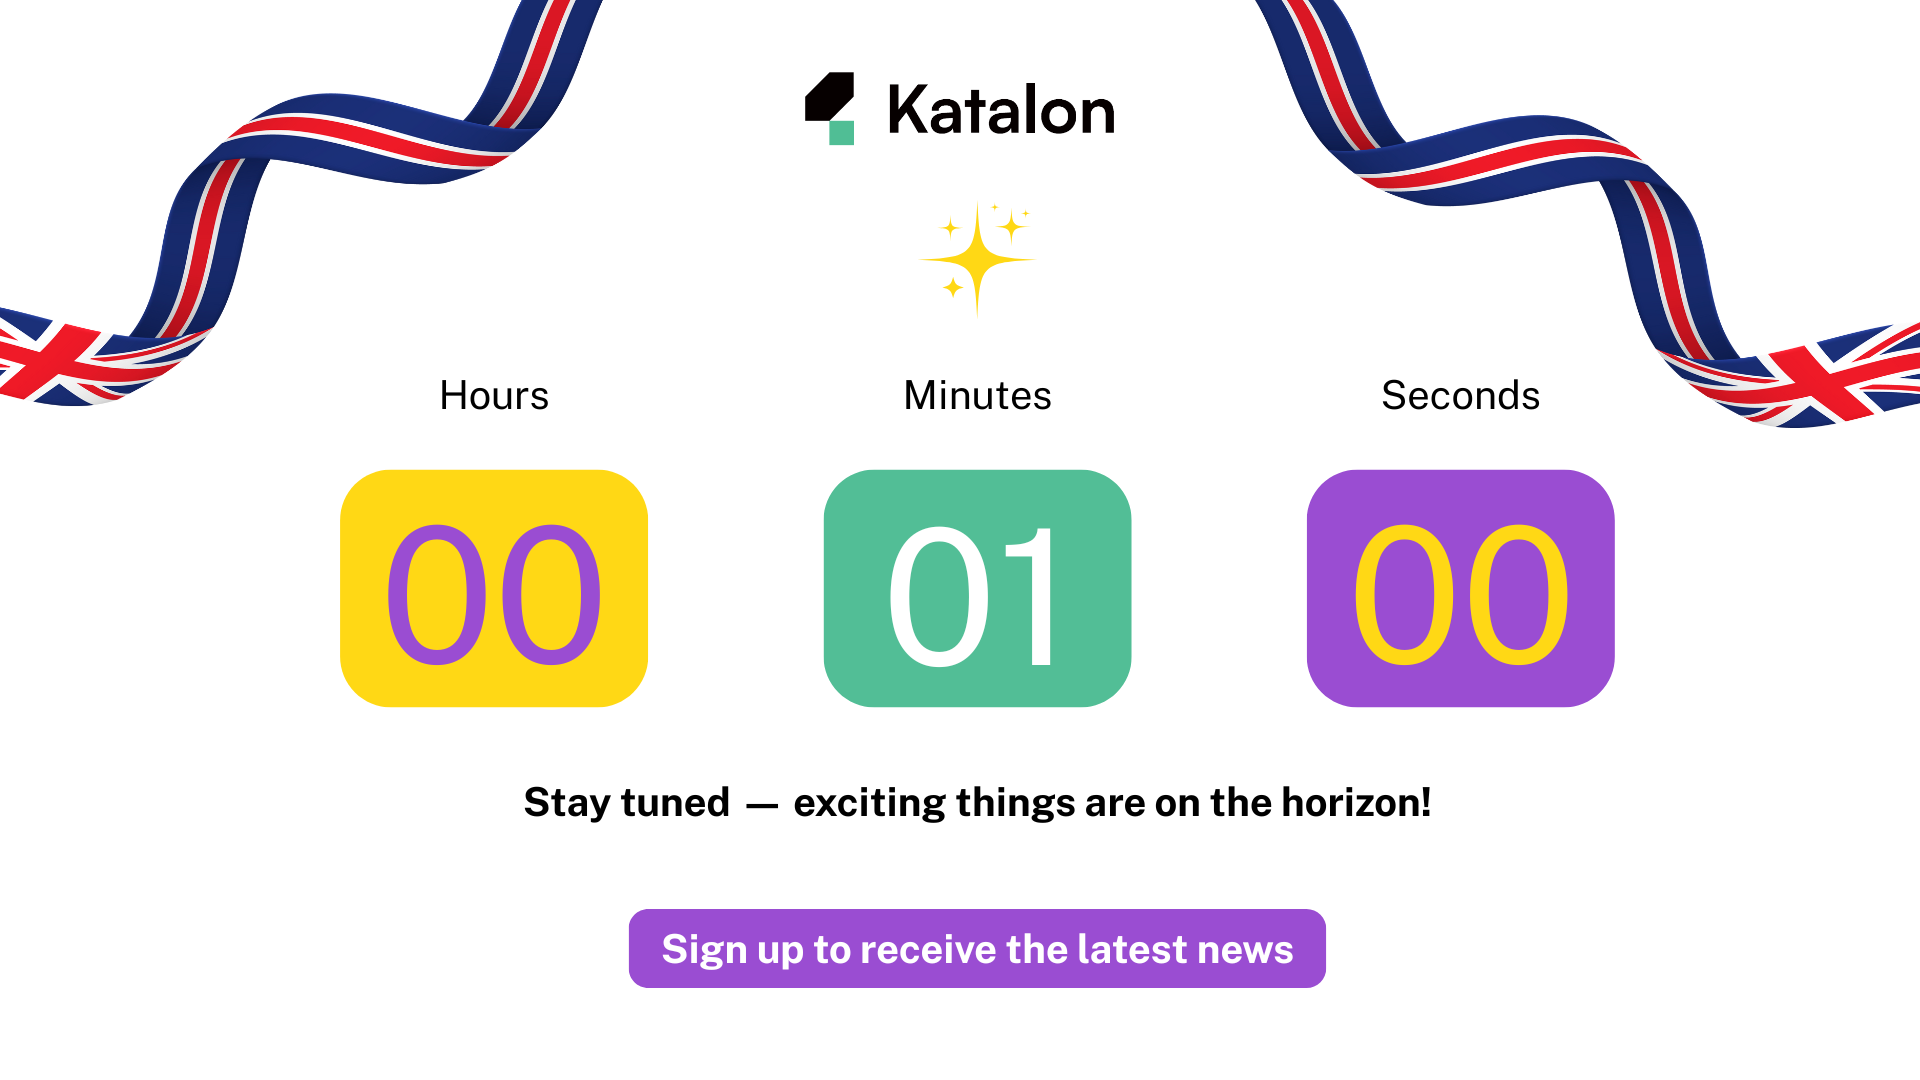 Katalon
Hours
Minutes
Seconds
00
01
00
Stay tuned — exciting things are on the horizon!
Sign up to receive the latest news